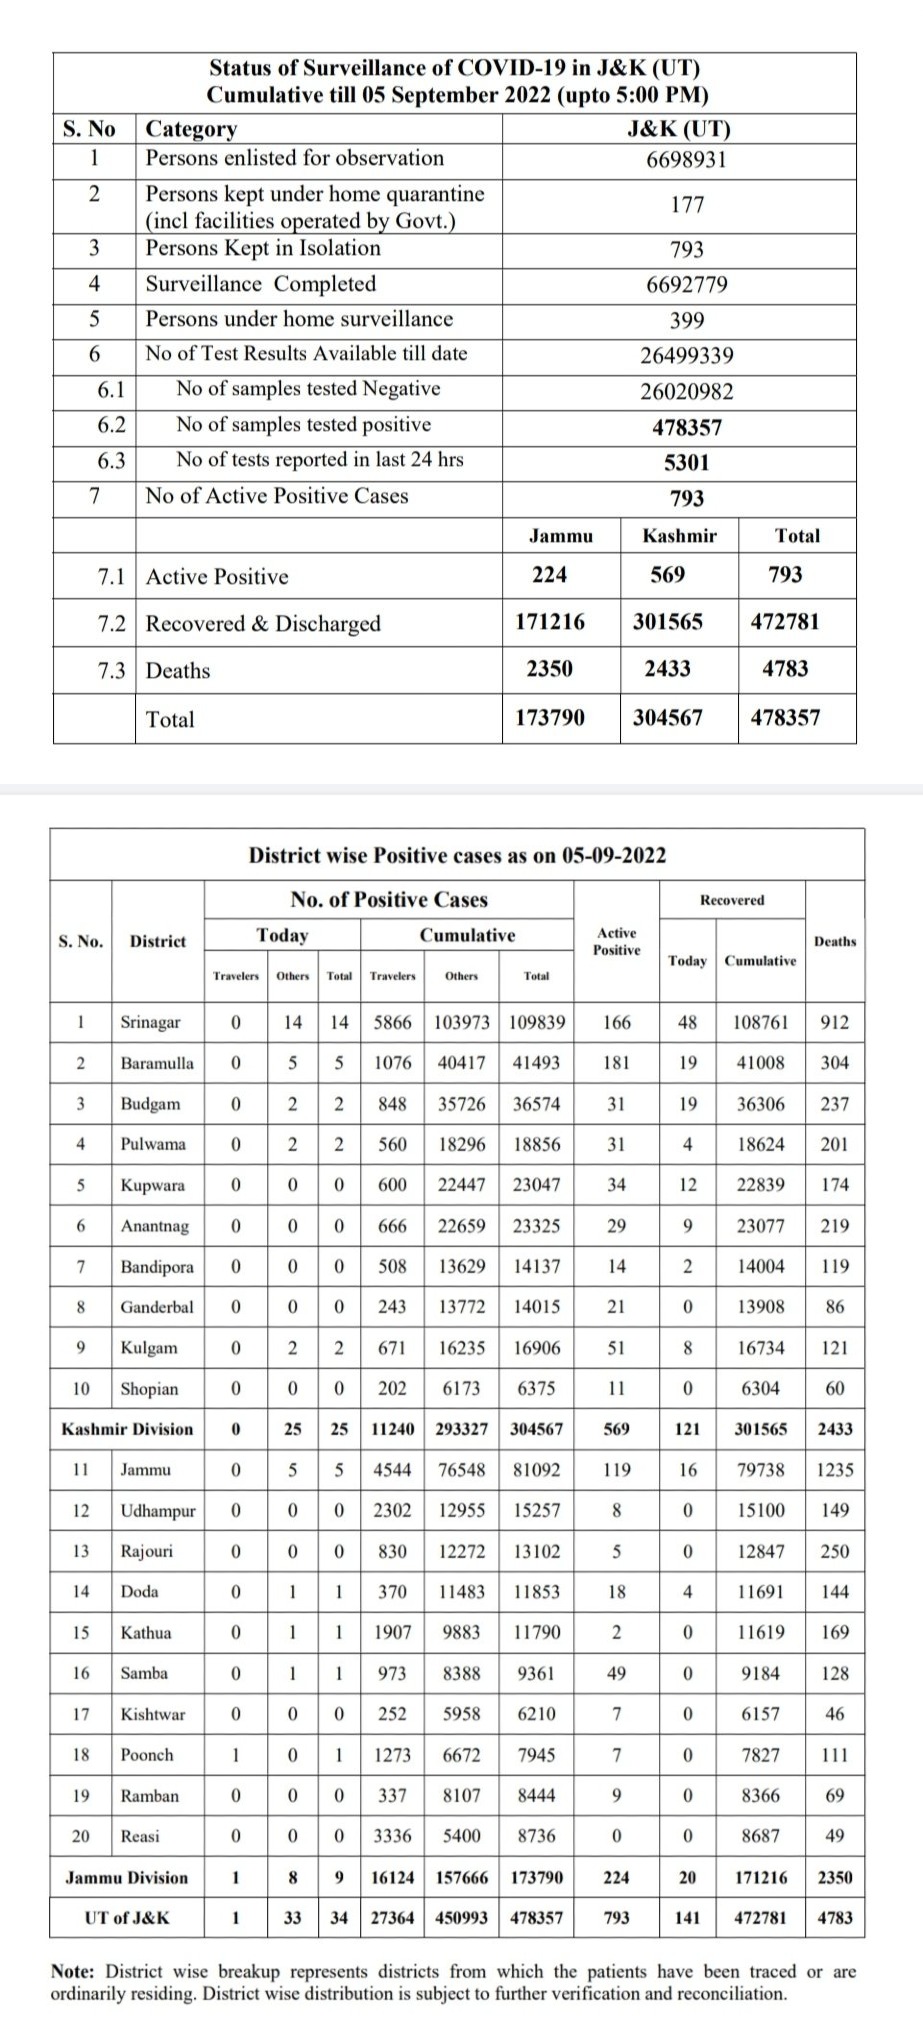 Status of Surveillance of COVID-19 in J&K (UT)
Cumulative till 05 September 2022 (upto 5:00 PM)
S. No Category J&K (UT)
1 Persons enlisted for observation 6698931
2 Persons kept under home quarantine
(incl facilities operated by Govt.) 177
3 Persons Kept in Isolation 793
4 Surveillance Completed 6692779
5 Persons under home surveillance 399
6 No of Test Results Available till date 26499339
6.1 No of samples tested Negative 26020982
6.2 No of samples tested positive 478357
6.3 No of tests reported in last 24 hrs 5301
7 No of Active Positive Cases 793
Jammu Kashmir Total
7.1 Active Positive 224 569 793
7.2 Recovered & Discharged 171216 301565 472781
7.3 Deaths 2350 2433 4783
Total 173790 304567 478357
District wise Positive cases as on 05-09-2022
No. of Positive Cases Recovered
S. No. District Today Cumulative Active Positive Today Cumulative Deaths
Travelers Others Total Travelers Others Total
1 Srinagar 0 14 14 5866 103973 109839 166 48 108761 912
2 Baramulla 0 5 5 1076 40417 41493 181 19 41008 304
3 Budgam 0 2 2 848 35726 36574 31 19 36306 237
4 Pulwama 0 2 2 560 18296 18856 31 4 18624 201
5 Kupwara 0 0 0 600 22447 23047 34 12 22839 174
6 Anantnag 0 0 0 666 22659 23325 29 9 23077 219
7 Bandipora 0 0 0 508 13629 14137 14 2 14004 119
8 Ganderbal 0 0 0 243 13772 14015 21 0 13908 86
9 Kulgam 0 2 2 671 16235 16906 51 8 16734 121
10 Shopian 0 0 0 202 6173 6375 11 0 6304 60
Kashmir Division 0 25 25 11240 293327 304567 569 121 301565 2433
11 Jammu 0 5 5 4544 76548 81092 119 16 79738 1235
12 Udhampur 0 0 0 2302 12955 15257 8 0 15100 149
13 Rajouri 0 0 0 830 12272 13102 5 0 12847 250
14 Doda 0 1 1 370 11483 11853 18 4 11691 144
15 Kathua 0 1 1 1907 9883 11790 2 0 11619 169
16 Samba 0 1 1 973 8388 9361 49 0 9184 128
17 Kishtwar 0 0 0 252 5958 6210 7 0 6157 46
18 Poonch 1 0 1 1273 6672 7945 7 0 7827 111
19 Ramban 0 0 0 337 8107 8444 9 0 8366 69
20 Reasi 0 0 0 3336 5400 8736 0 0 8687 49
Jammu Division 1 8 9 16124 157666 173790 224 20 171216 2350
UT of J&K 1 33 34 27364 450993 478357 793 141 472781 4783
Note: District wise breakup represents districts from which the patients have been traced or are
ordinarily residing. District wise distribution is subject to further verification and reconciliation.